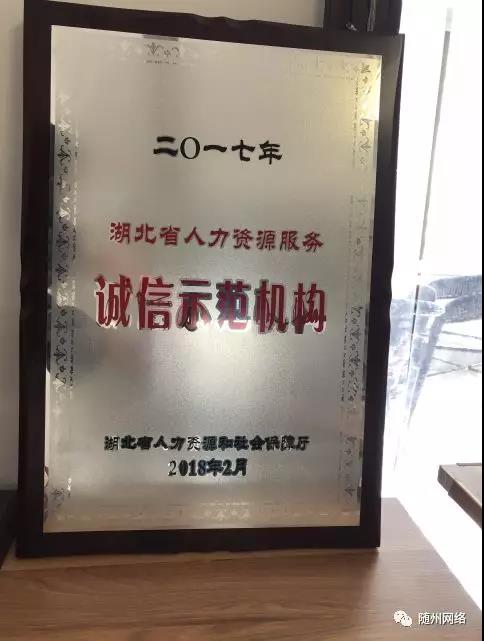 二〇一七年
湖北省人力资源服务
诚信示范机构
湖北省人力资源和社会保障厅
2018年2月
随州网络